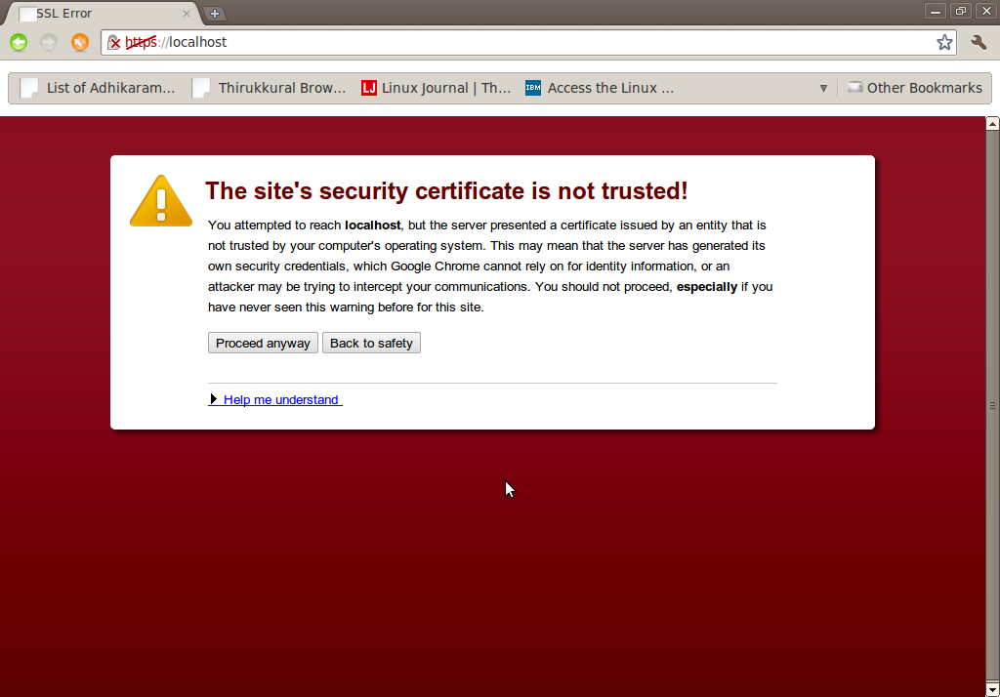 SSL Error
https://localhost
List of Adhikaram...
Thirukkural Brow...
LJ
Linux Journal | Th...
IBM
Access the Linux ...
Other Bookmarks
The site's security certificate is not trusted!
You attempted to reach localhost, but the server presented a certificate issued by an entity that is
not trusted by your computer's operating system. This may mean that the server has generated its
own security credentials, which Google Chrome cannot rely on for identity information, or an
attacker may be trying to intercept your communications. You should not proceed, especially if you
have never seen this warning before for this site.
Proceed anyway
Back to safety
Help me understand